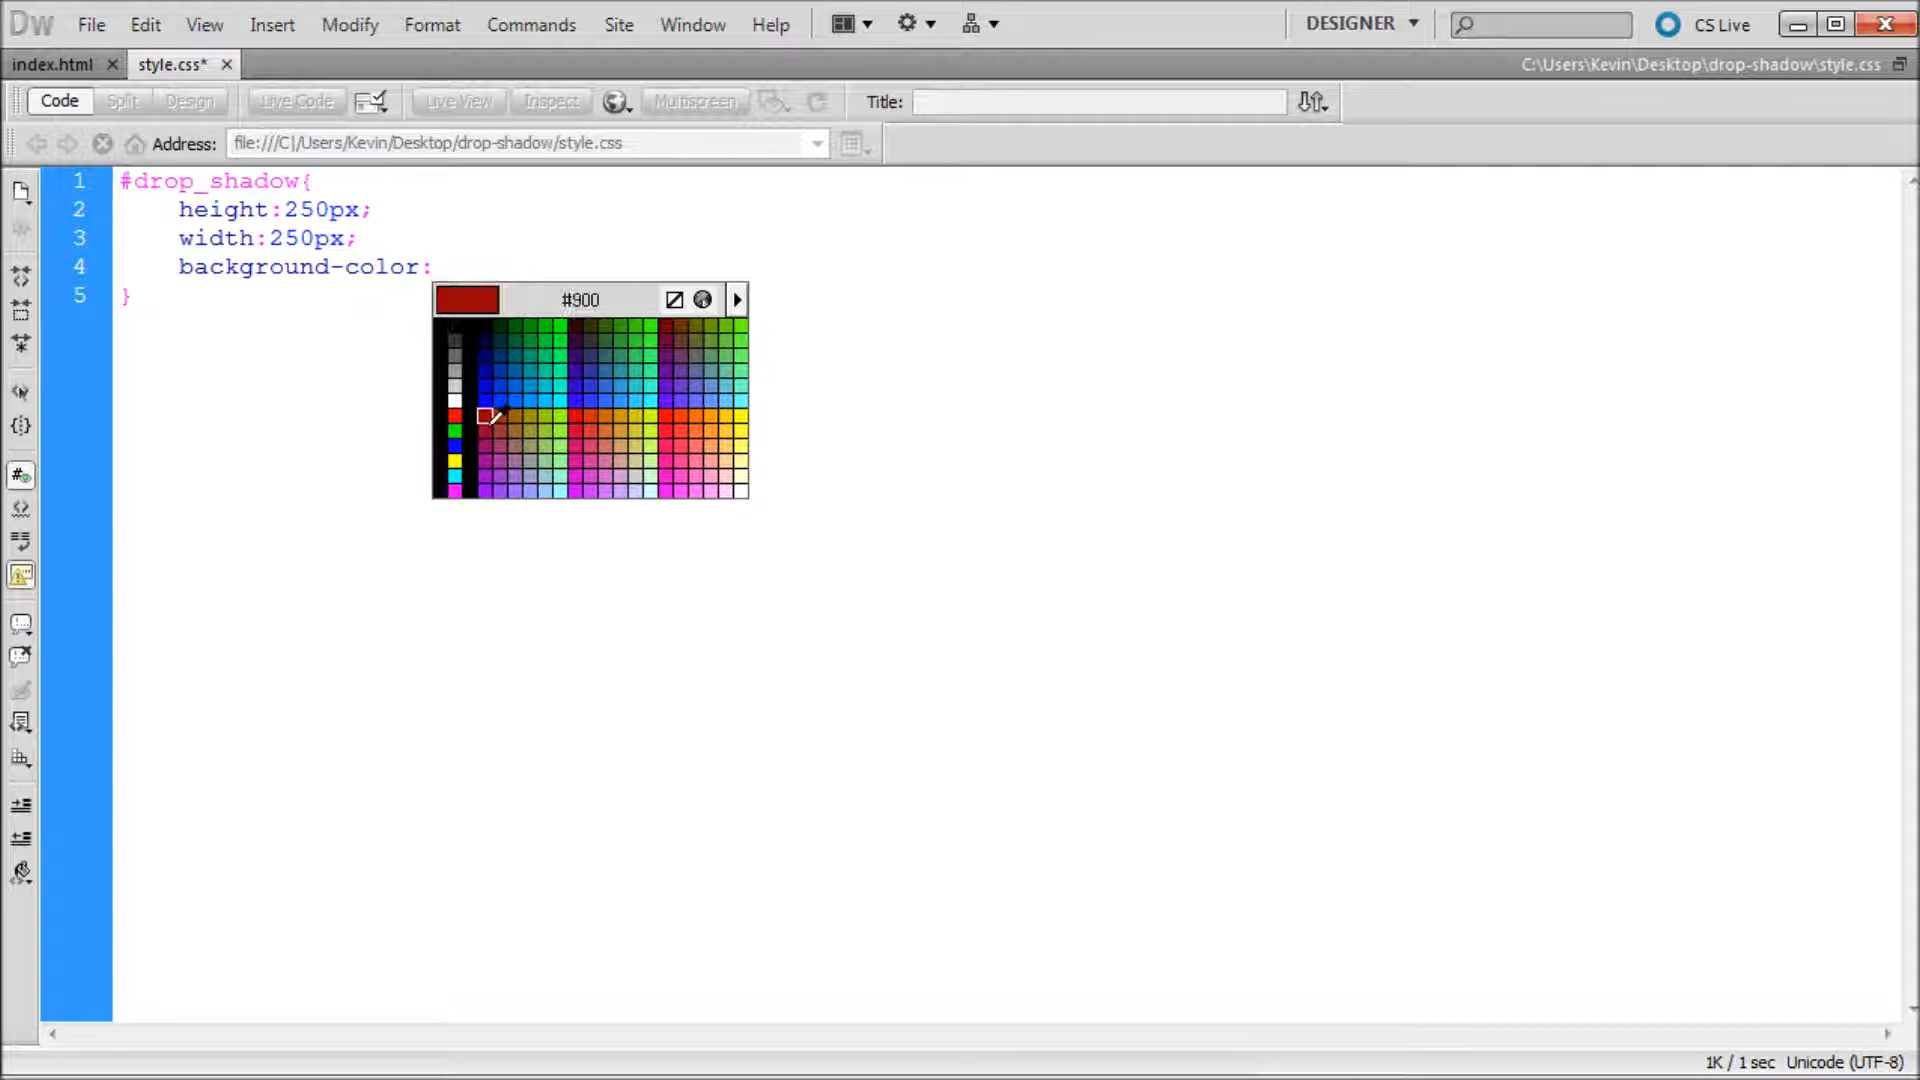 Dw File Edit View Insert Modify Format Commands Site Window Help DESIGNER CS Live
index.html style.css* C:\Users\Kevin\Desktop\drop-shadow\style.css
Code Split Design Live Code Live View Inspect Multiscreen Title:
Address: file:///C|/Users/Kevin/Desktop/drop-shadow/style.css
1 #drop_shadow{
2 height:250px;
3 width:250px;
4 background-color:
5 }
#900
1K / 1 sec Unicode (UTF-8)